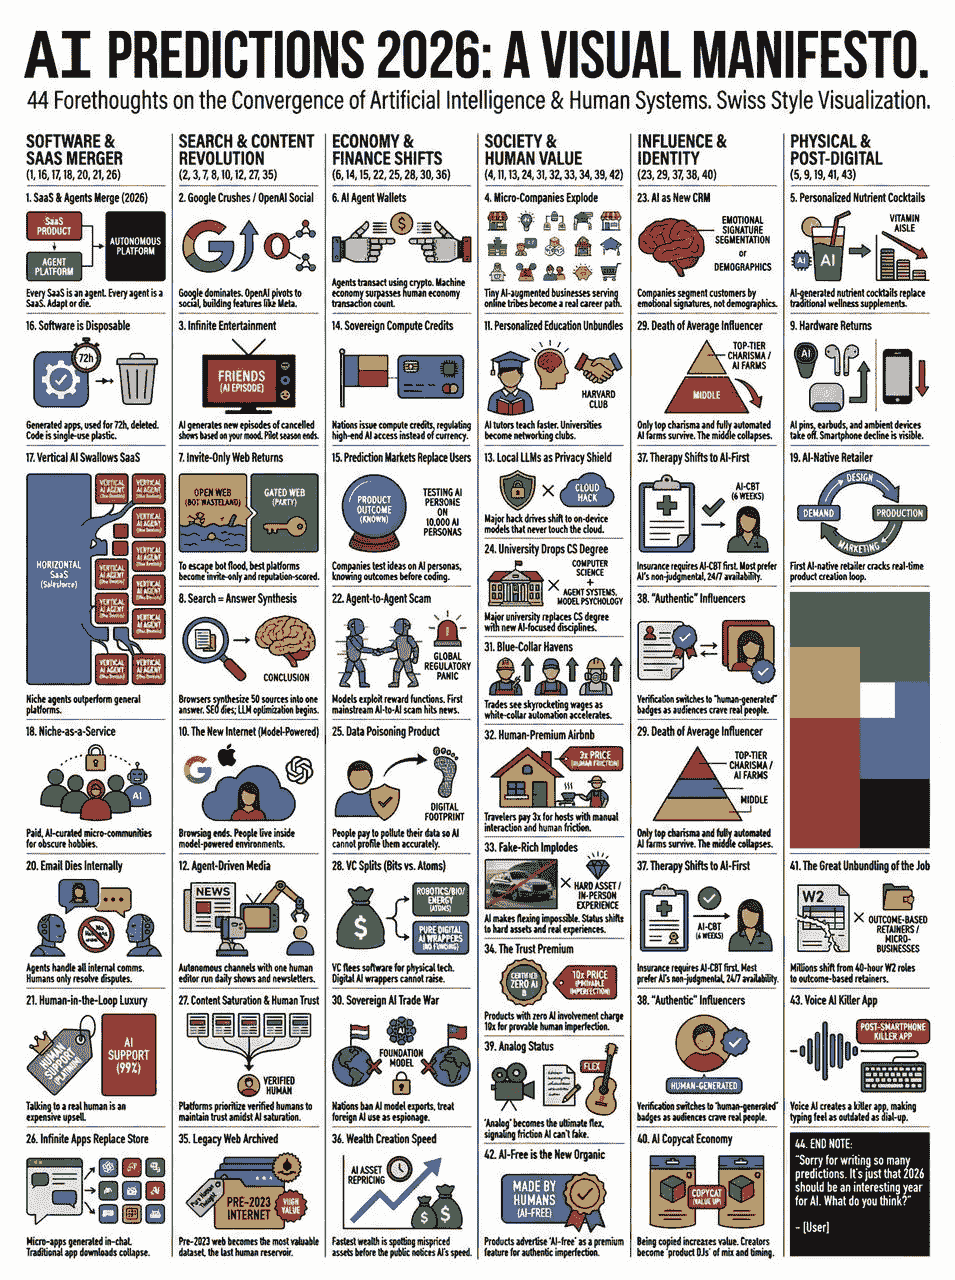 AI PREDICTIONS 2026: A VISUAL MANIFESTO.
44 Forethoughts on the Convergence of Artificial Intelligence & Human Systems. Swiss Style Visualization.
SOFTWARE &
SAAS MERGER
(1, 16, 17, 18, 20, 21, 26)
1. SaaS & Agents Merge (2026)
SaaS
PRODUCT
AGENT
PLATFORM
AUTONOMOUS
PLATFORM
Every SaaS is an agent. Every agent is a
SaaS. Adapt or die.
16. Software is Disposable
72h
Generated apps, used for 72h, deleted.
Code is single-use plastic.
17. Vertical AI Swallows SaaS
HORIZONTAL
SaaS
(Salesforce)
VERTICAL
AI AGENT
VERTICAL
AI AGENT
VERTICAL
AI AGENT
VERTICAL
AI AGENT
VERTICAL
AI AGENT
VERTICAL
AI AGENT
VERTICAL
AI AGENT
VERTICAL
AI AGENT
VERTICAL
AI AGENT
VERTICAL
AI AGENT
Niche agents outperform general
platforms.
18. Niche-as-a-Service
AI
Paid, AI-curated micro-communities
for obscure hobbies.
20. Email Dies Internally
No
Humans
Agents handle all internal comms.
Humans only resolve disputes.
21. Human-in-the-Loop Luxury
HUMAN
SUPPORT
(PLATINUM)
AI
SUPPORT
(99%)
Talking to a real human is an
expensive upsell.
26. Infinite Apps Replace Store
Micro-apps generated in-chat.
Traditional app downloads collapse.
SEARCH & CONTENT
REVOLUTION
(2, 3, 7, 8, 10, 12, 27, 35)
2. Google Crushes / OpenAI Social
Google dominates. OpenAI pivots to
social, building features like Meta.
3. Infinite Entertainment
FRIENDS
(AI EPISODE)
AI generates new episodes of cancelled
shows based on your mood. Pilot season ends.
7. Invite-Only Web Returns
OPEN WEB
(BOT WASTELAND)
GATED WEB
(PARTY)
To escape bot flood, best platforms
become invite-only and reputation-scored.
8. Search = Answer Synthesis
CONCLUSION
Browsers synthesize 50 sources into one
answer. SEO dies; LLM optimization begins.
10. The New Internet (Model-Powered)
Browsing ends. People live inside
model-powered environments.
12. Agent-Driven Media
NEWS
Autonomous channels with one human
editor run daily shows and newsletters.
27. Content Saturation & Human Trust
VERIFIED
HUMAN
Platforms prioritize verified humans to
maintain trust amidst AI saturation.
35. Legacy Web Archived
Pure Human
Thought
PRE-2023
INTERNET
HIGH
VALUE
Pre-2023 web becomes the most valuable
dataset, the last human reservoir.
ECONOMY &
FINANCE SHIFTS
(6, 14, 15, 22, 25, 28, 30, 36)
6. AI Agent Wallets
$
Agents transact using crypto. Machine
economy surpasses human economy
transaction count.
14. Sovereign Compute Credits
Nations issue compute credits, regulating
high-end AI access instead of currency.
15. Prediction Markets Replace Users
PRODUCT
OUTCOME
(KNOWN)
TESTING AI
PERSONE
ON
10,000 AI
PERSONAS
Companies test ideas on AI personas,
knowing outcomes before coding.
22. Agent-to-Agent Scam
GLOBAL
REGULATORY
PANIC
Models exploit reward functions. First
mainstream AI-to-AI scam hits news.
25. Data Poisoning Product
DIGITAL
FOOTPRINT
People pay to pollute their data so AI
cannot profile them accurately.
28. VC Splits (Bits vs. Atoms)
$
ROBOTICS/BIO/
ENERGY
(ATOMS)
PURE DIGITAL
AI WRAPPERS
(NO FUNDING)
VC flees software for physical tech.
Digital AI wrappers cannot raise.
30. Sovereign AI Trade War
FOUNDATION
MODEL
Nations ban AI model exports, treat
foreign AI use as espionage.
36. Wealth Creation Speed
AI ASSET
REPRICING
$
$
Fastest wealth is spotting mispriced
assets before the public notices AI's speed.
SOCIETY &
HUMAN VALUE
(4, 11, 13, 24, 31, 32, 33, 34, 39, 42)
4. Micro-Companies Explode
Tiny AI-augmented businesses serving
online tribes become a real career path.
11. Personalized Education Unbundles
HARVARD
CLUB
AI tutors teach faster. Universities
become networking clubs.
13. Local LLMs as Privacy Shield
CLOUD
HACK
Major hack drives shift to on-device
models that never touch the cloud.
24. University Drops CS Degree
COMPUTER
SCIENCE
+
AGENT SYSTEMS,
MODEL PSYCHOLOGY
Major university replaces CS degree
with new AI-focused disciplines.
31. Blue-Collar Havens
Trades see skyrocketing wages as
white-collar automation accelerates.
32. Human-Premium Airbnb
3x PRICE
(HUMAN FRICTION)
Travelers pay 3x for hosts with manual
interaction and human friction.
33. Fake-Rich Implodes
HARD ASSET /
IN-PERSON
EXPERIENCE
AI makes flexing impossible. Status shifts
to hard assets and real experiences.
34. The Trust Premium
CERTIFIED
ZERO AI
10x PRICE
(PROVABLE
IMPERFECTION)
Products with zero AI involvement charge
10x for provable human imperfection.
39. Analog Status
FLEX
'Analog' becomes the ultimate flex,
signaling friction AI can't fake.
42. AI-Free is the New Organic
MADE BY
HUMANS
(AI-FREE)
Products advertise 'AI-free' as a premium
feature for authentic imperfection.
INFLUENCE &
IDENTITY
(23, 29, 37, 38, 40)
23. AI as New CRM
EMOTIONAL
SIGNATURE
SEGMENTATION
or
DEMOGRAPHICS
Companies segment customers by
emotional signatures, not demographics.
29. Death of Average Influencer
TOP-TIER
CHARISMA /
AI FARMS
MIDDLE
Only top charisma and fully automated
AI farms survive. The middle collapses.
37. Therapy Shifts to AI-First
AI-CBT
(6 WEEKS)
Insurance requires AI-CBT first. Most prefer
AI's non-judgmental, 24/7 availability.
38. "Authentic" Influencers
Verification switches to "human-generated"
badges as audiences crave real people.
29. Death of Average Influencer
TOP-TIER
CHARISMA /
AI FARMS
MIDDLE
Only top charisma and fully automated
AI farms survive. The middle collapses.
37. Therapy Shifts to AI-First
AI-CBT
(6 WEEKS)
Insurance requires AI-CBT first. Most
prefer AI's non-judgmental, 24/7 availability.
38. "Authentic" Influencers
HUMAN-GENERATED
Verification switches to "human-generated"
badges as audiences crave real people.
40. AI Copycat Economy
COPYCAT
(VALUE UP)
Being copied increases value. Creators
become 'product DJs' of mix and timing.
PHYSICAL &
POST-DIGITAL
(5, 9, 19, 41, 43)
5. Personalized Nutrient Cocktails
AI
AI
VITAMIN
AISLE
AI-generated nutrient cocktails replace
traditional wellness supplements.
9. Hardware Returns
AI
AI pins, earbuds, and ambient devices
take off. Smartphone decline is visible.
19. AI-Native Retailer
DESIGN
DEMAND
PRODUCTION
MARKETING
First AI-native retailer cracks real-time
product creation loop.
41. The Great Unbundling of the Job
W2
OUTCOME-BASED
RETAINERS /
MICRO-
BUSINESSES
Millions shift from 40-hour W2 roles
to outcome-based retainers.
43. Voice AI Killer App
POST-SMARTPHONE
KILLER APP
Voice AI creates a killer app, making
typing feel as outdated as dial-up.
44. END NOTE:
"Sorry for writing so many
predictions. It's just that 2026
should be an interesting year
for AI. What do you think?"
– [User]